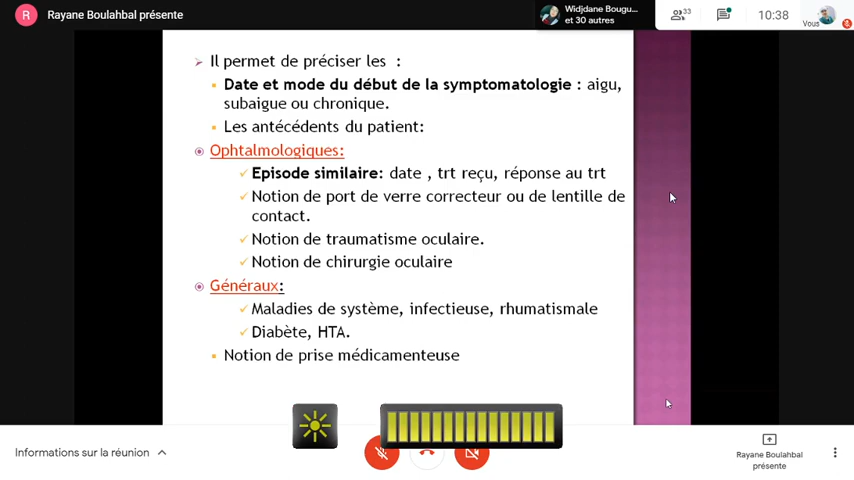 R Rayane Boulahbal présente
Widjdane Bougu...
et 30 autres
33
10:38
Vous
Il permet de préciser les :
Date et mode du début de la symptomatologie : aigu,
subaigue ou chronique.
Les antécédents du patient:
Ophtalmologiques:
Episode similaire: date , trt reçu, réponse au trt
Notion de port de verre correcteur ou de lentille de
contact.
Notion de traumatisme oculaire.
Notion de chirurgie oculaire
Généraux:
Maladies de système, infectieuse, rhumatismale
Diabète, HTA.
Notion de prise médicamenteuse
Informations sur la réunion
Rayane Boulahbal
présente